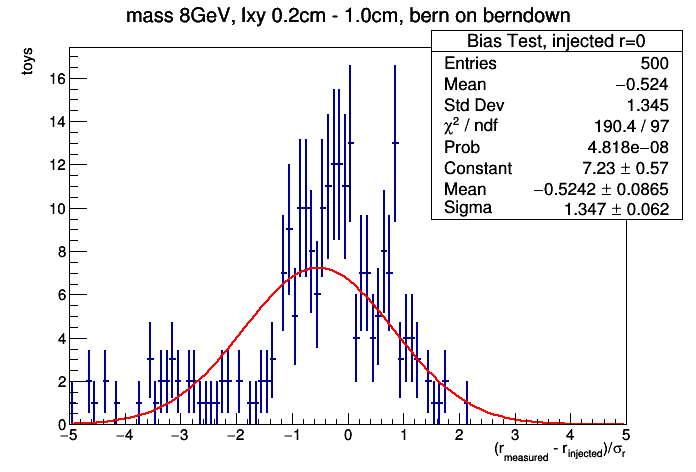 mass 8GeV, lxy 0.2cm - 1.0cm, bern on berndown
Bias Test, injected r=0
Entries 500
Mean −0.524
Std Dev 1.345
χ² / ndf 190.4 / 97
Prob 4.818e−08
Constant 7.23 ± 0.57
Mean −0.5242 ± 0.0865
Sigma 1.347 ± 0.062
toys
16
14
12
10
8
6
4
2
0
−5 −4 −3 −2 −1 0 1 2 3 4 5
(r_measured - r_injected)/σ_r